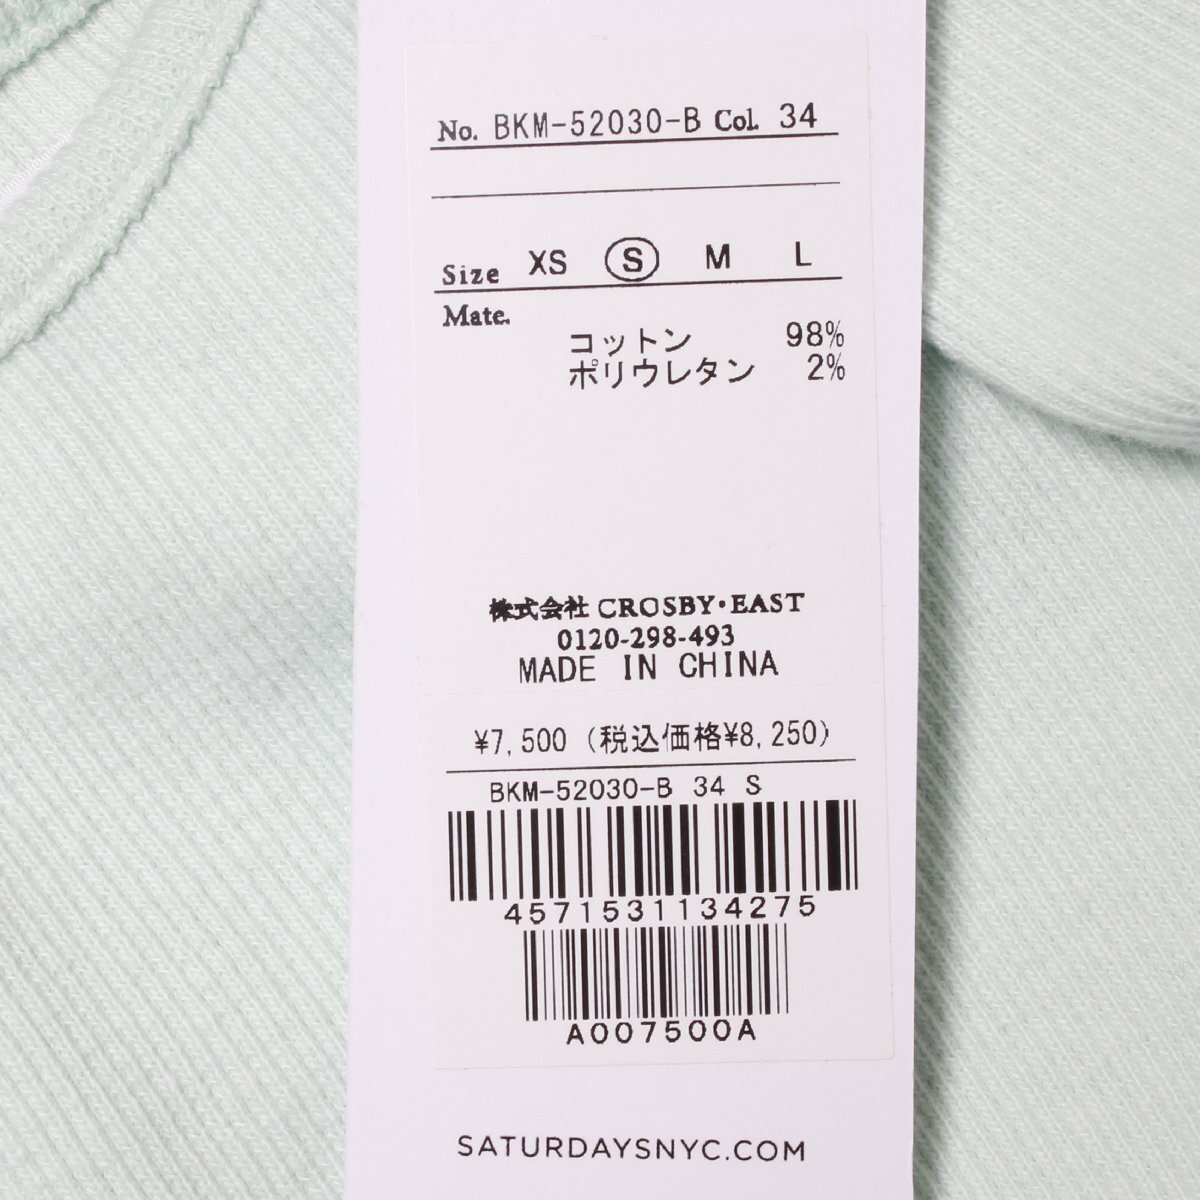 No. BKM-52030-B Col. 34
Size XS S M L
Mate.
コットン 98%
ポリウレタン 2%
株式会社 CROSBY・EAST
0120-298-493
MADE IN CHINA
¥7,500 (税込価格¥8,250)
BKM-52030-B 34 S
4571531134275
A007500A
SATURDAYSNYC.COM